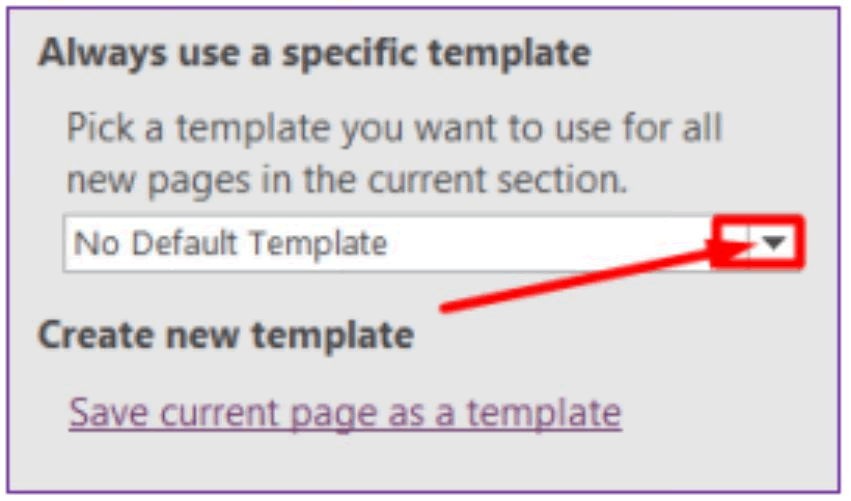 Always use a specific template
Pick a template you want to use for all
new pages in the current section.
No Default Template
Create new template
Save current page as a template